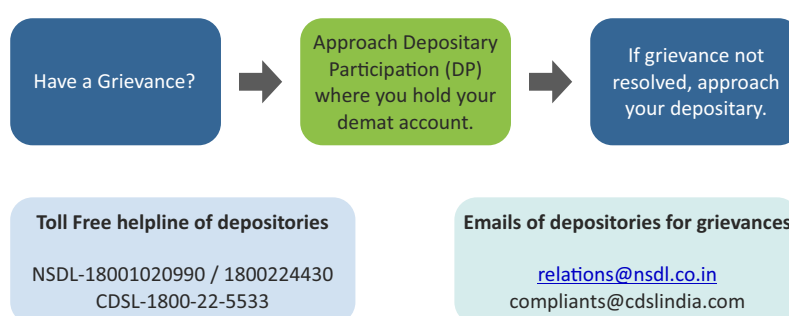 Have a Grievance?
Approach Depositary
Participation (DP)
where you hold your
demat account.
If grievance not
resolved, approach
your depositary.
Toll Free helpline of depositories
NSDL-18001020990 / 1800224430
CDSL-1800-22-5533
Emails of depositories for grievances
relations@nsdl.co.in
compliants@cdslindia.com